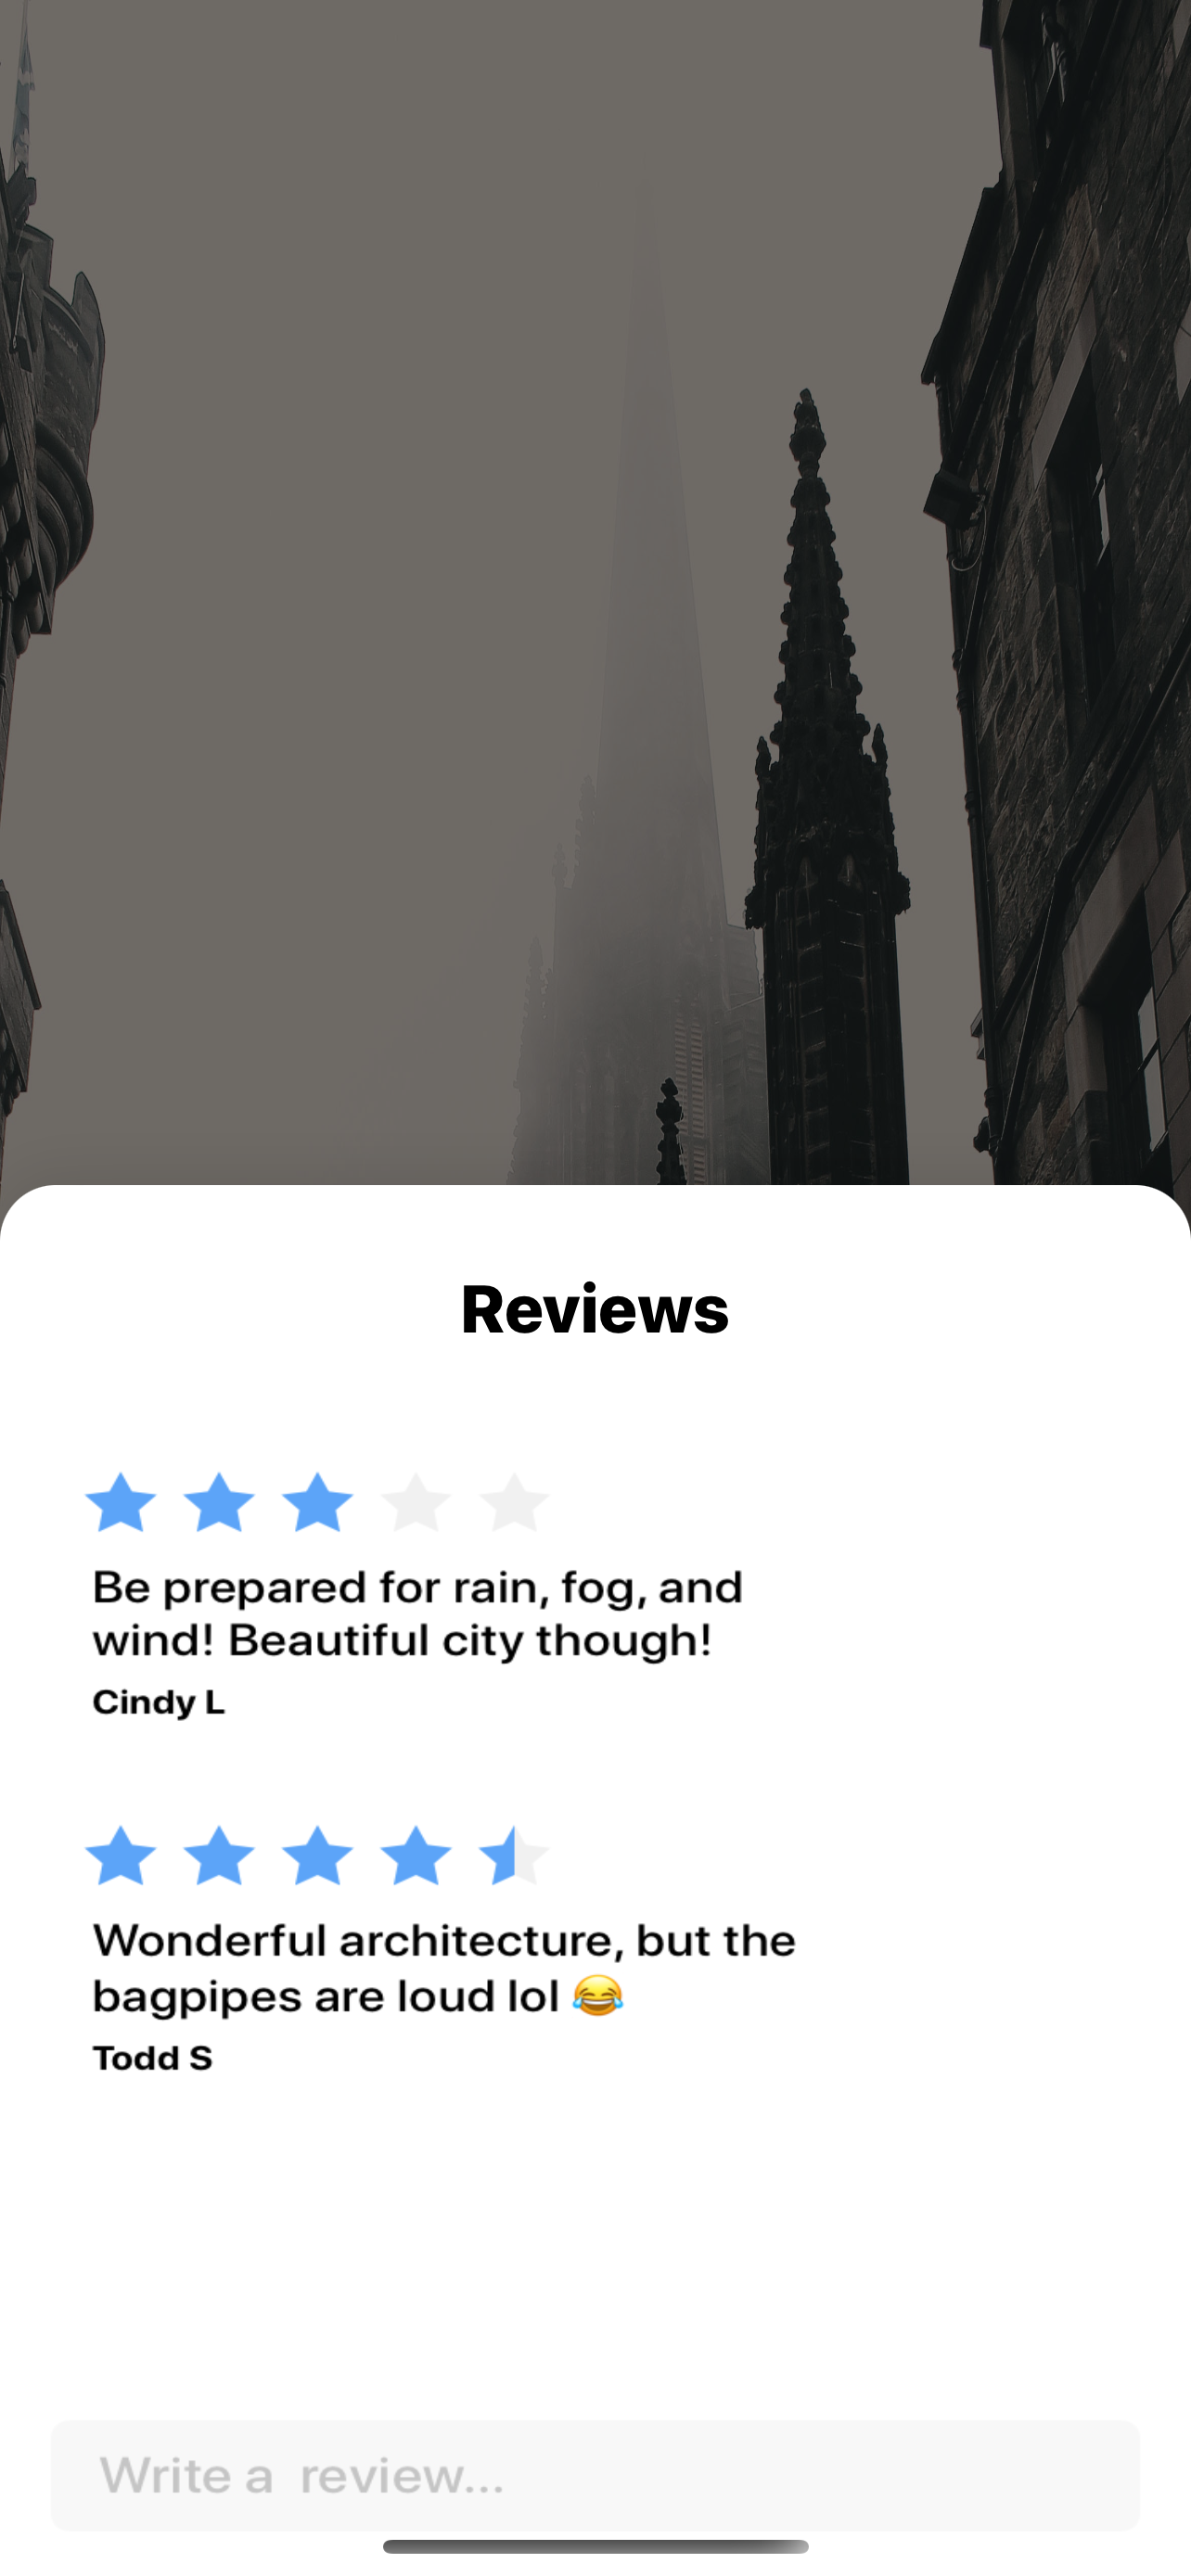 Reviews
Be prepared for rain, fog, and
wind! Beautiful city though!
Cindy L
Wonderful architecture, but the
bagpipes are loud lol 😂
Todd S
Write a  review...